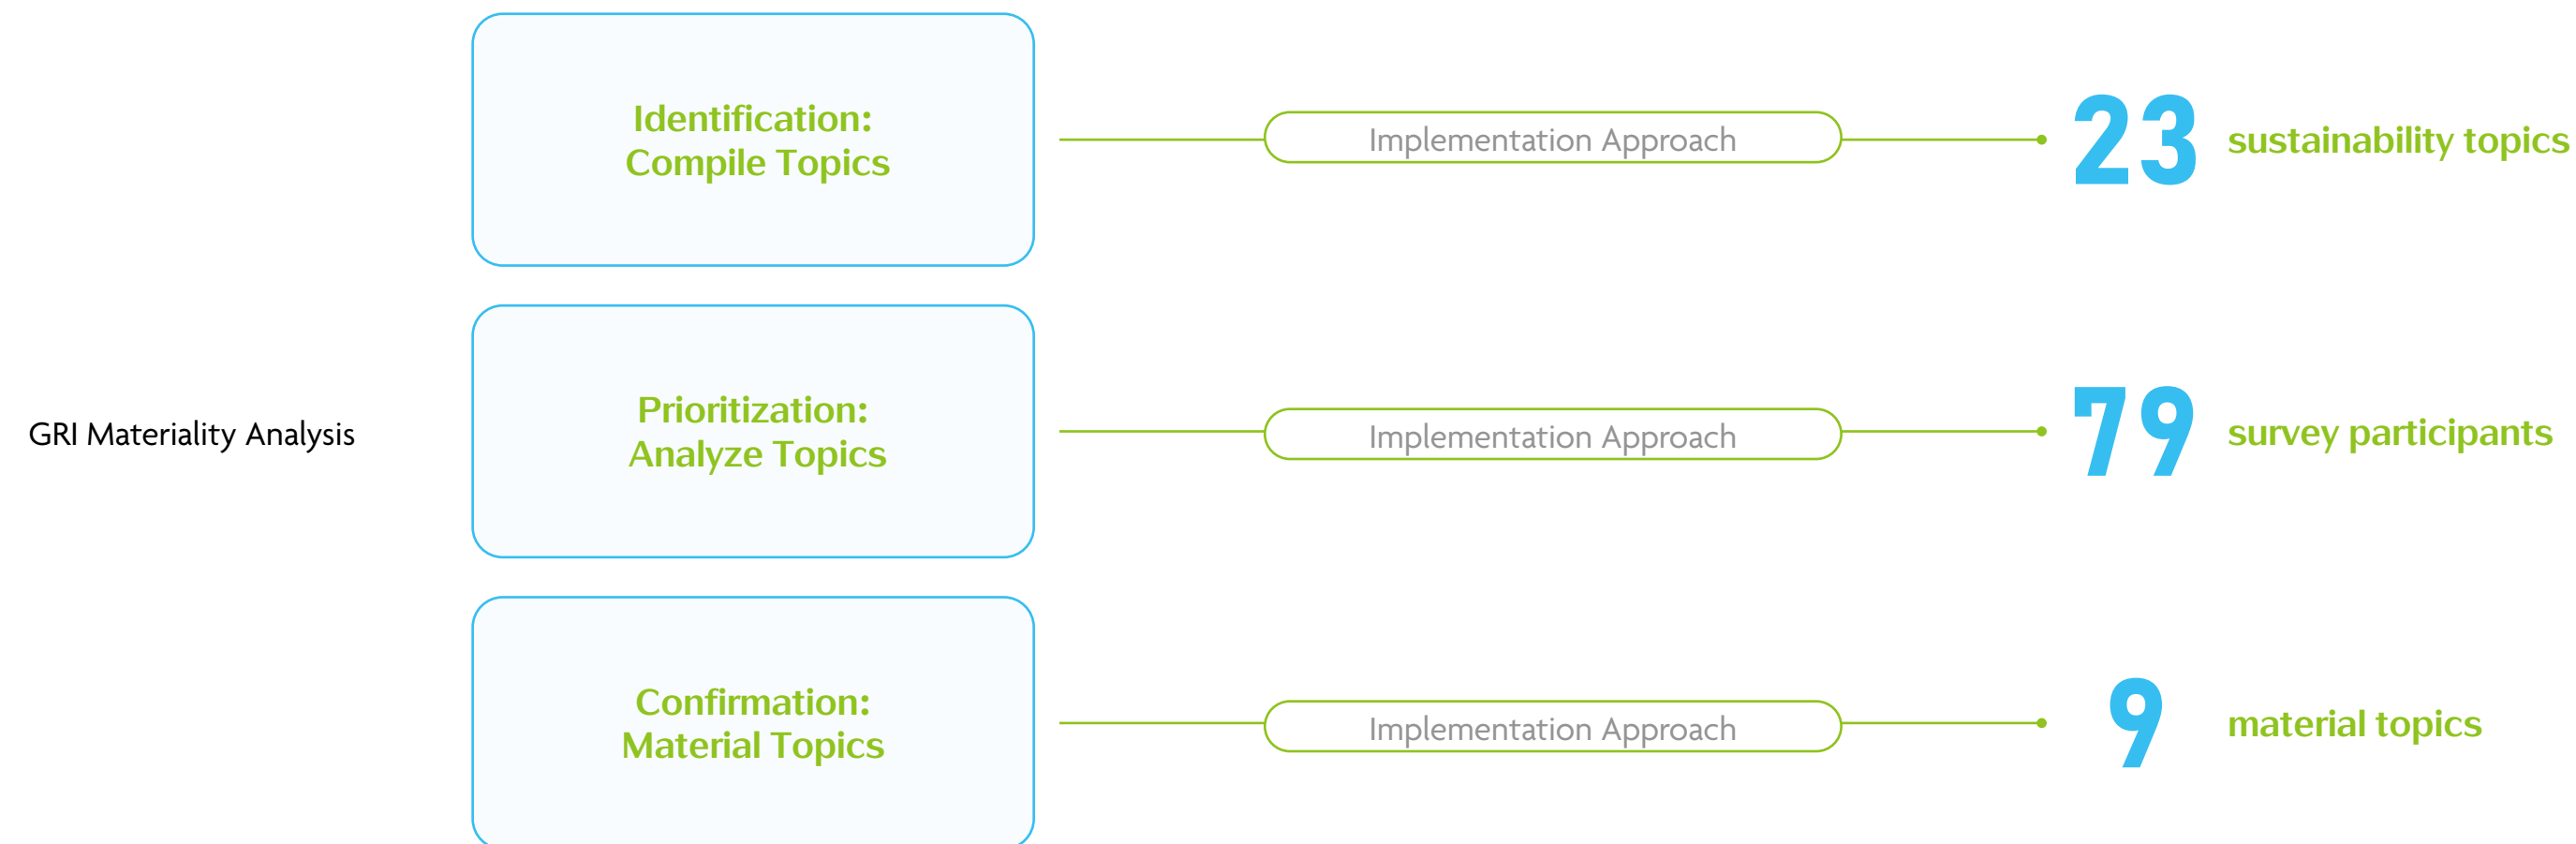 Identification:
Compile Topics
Implementation Approach
23 sustainability topics
GRI Materiality Analysis
Prioritization:
Analyze Topics
Implementation Approach
79 survey participants
Confirmation:
Material Topics
Implementation Approach
9 material topics